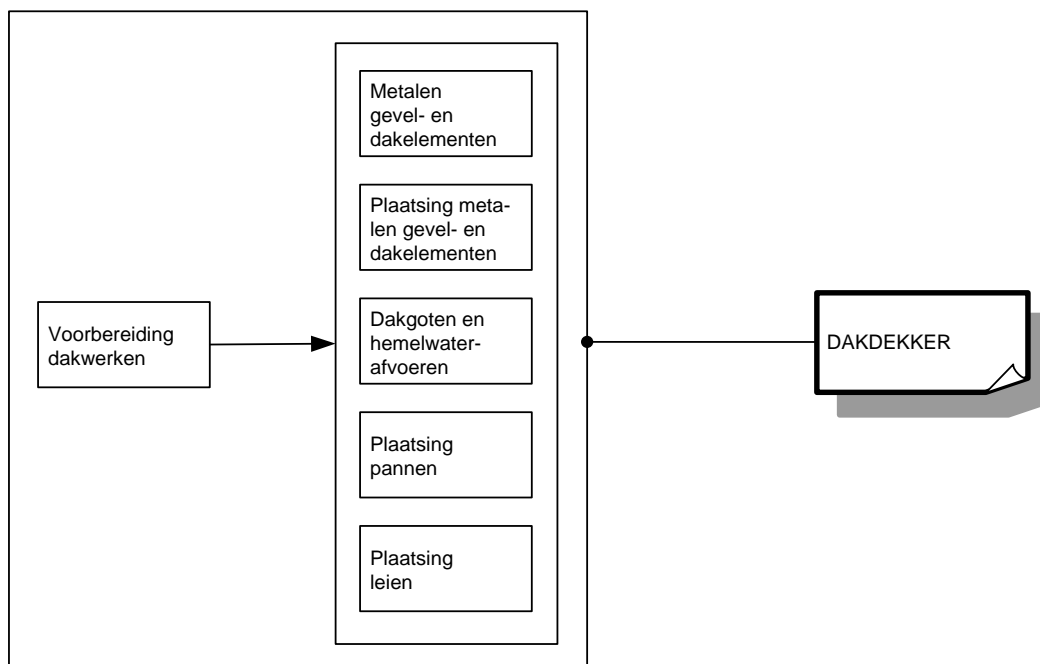 Metalen
gevel- en
dakelementen
Plaatsing meta-
len gevel- en
dakelementen
Voorbereiding
dakwerken
Dakgoten en
hemelwater-
afvoeren
DAKDEKKER
Plaatsing
pannen
Plaatsing
leien